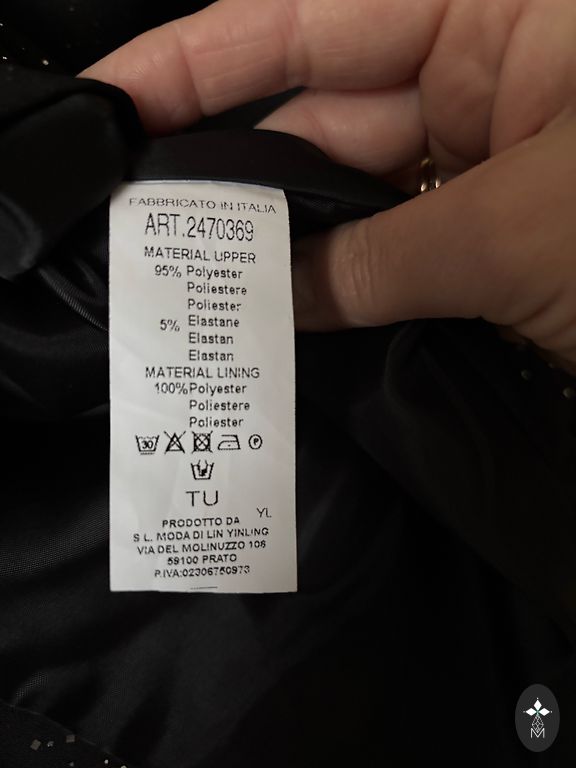 FABBRICATO IN ITALIA
ART.2470369
MATERIAL UPPER
95% Polyester
Poliestere
Poliester
5% Elastane
Elastan
Elastan
MATERIAL LINING
100%Polyester
Poliestere
Poliester
30 P
TU
YL
PRODOTTO DA
S L. MODA DI LIN YINLING
VIA DEL MOLINUZZO 106
59100 PRATO
P.IVA:02306750973
M